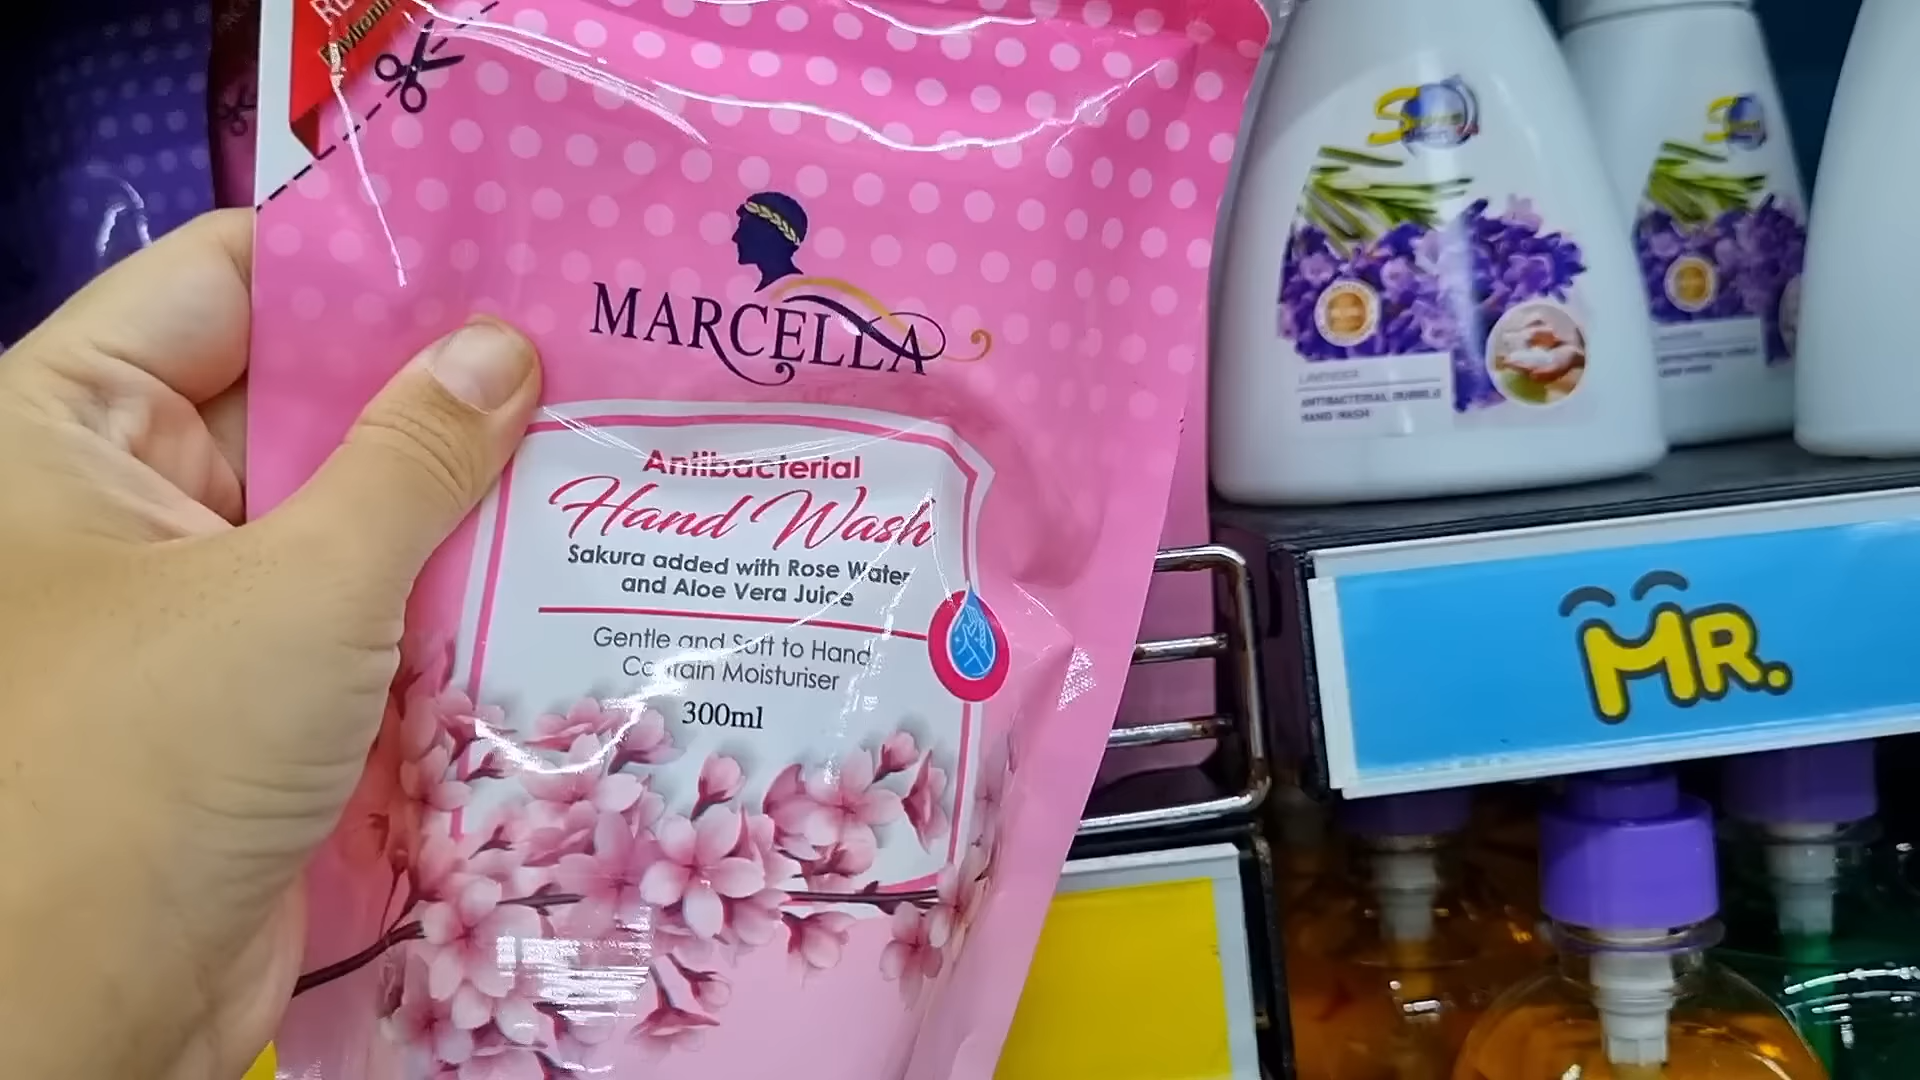 MARCELLA
Antibacterial
Hand Wash
Sakura added with Rose Water
and Aloe Vera Juice
Gentle and Soft to Hand
Contain Moisturiser
300ml
LAVENDER
ANTIBACTERIAL BUBBLE
HAND WASH
MR.